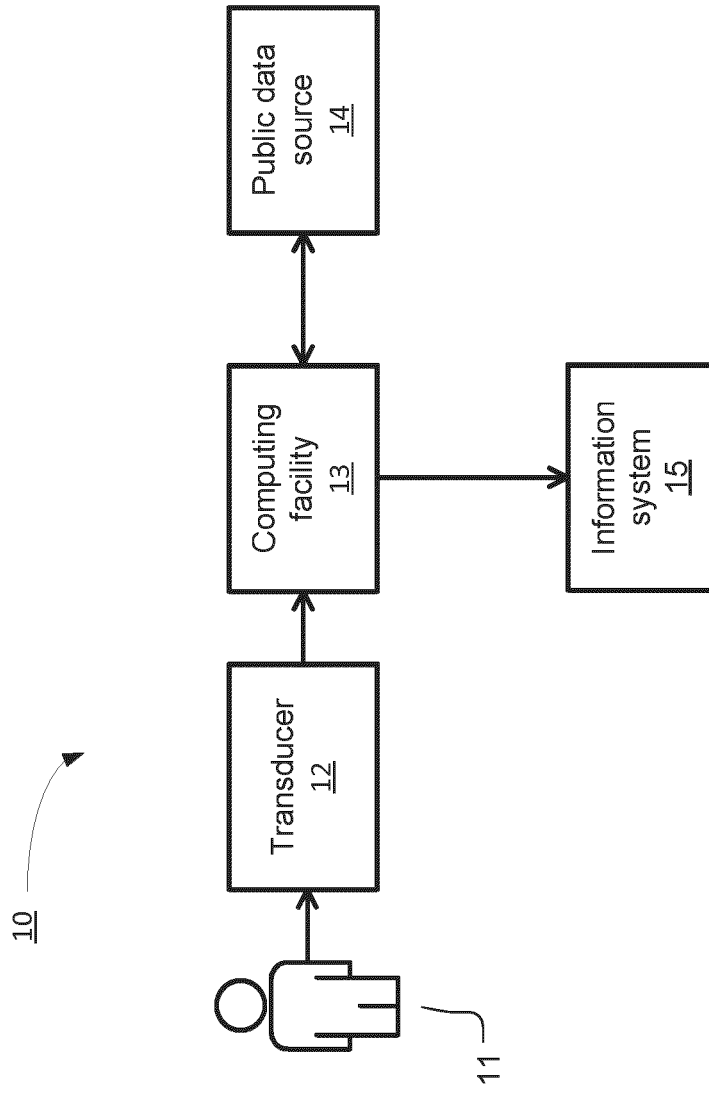 10
11
Transducer
12
Computing
facility
13
Public data
source
14
Information
system
15